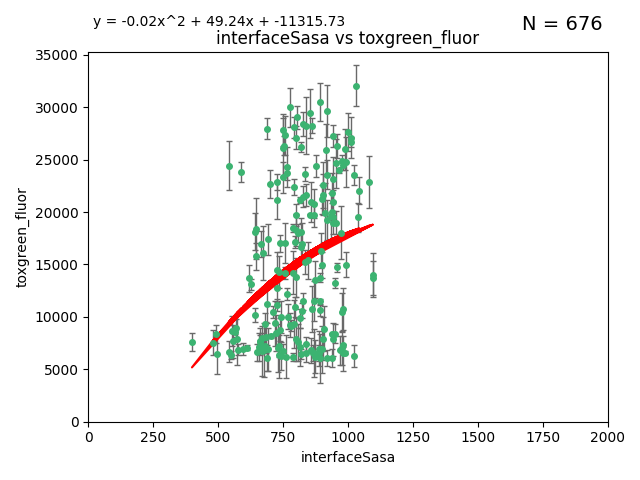 y = -0.02x^2 + 49.24x + -11315.73
N = 676
interfaceSasa vs toxgreen_fluor
35000
30000
25000
20000
15000
10000
5000
0
toxgreen_fluor
0 250 500 750 1000 1250 1500 1750 2000
interfaceSasa